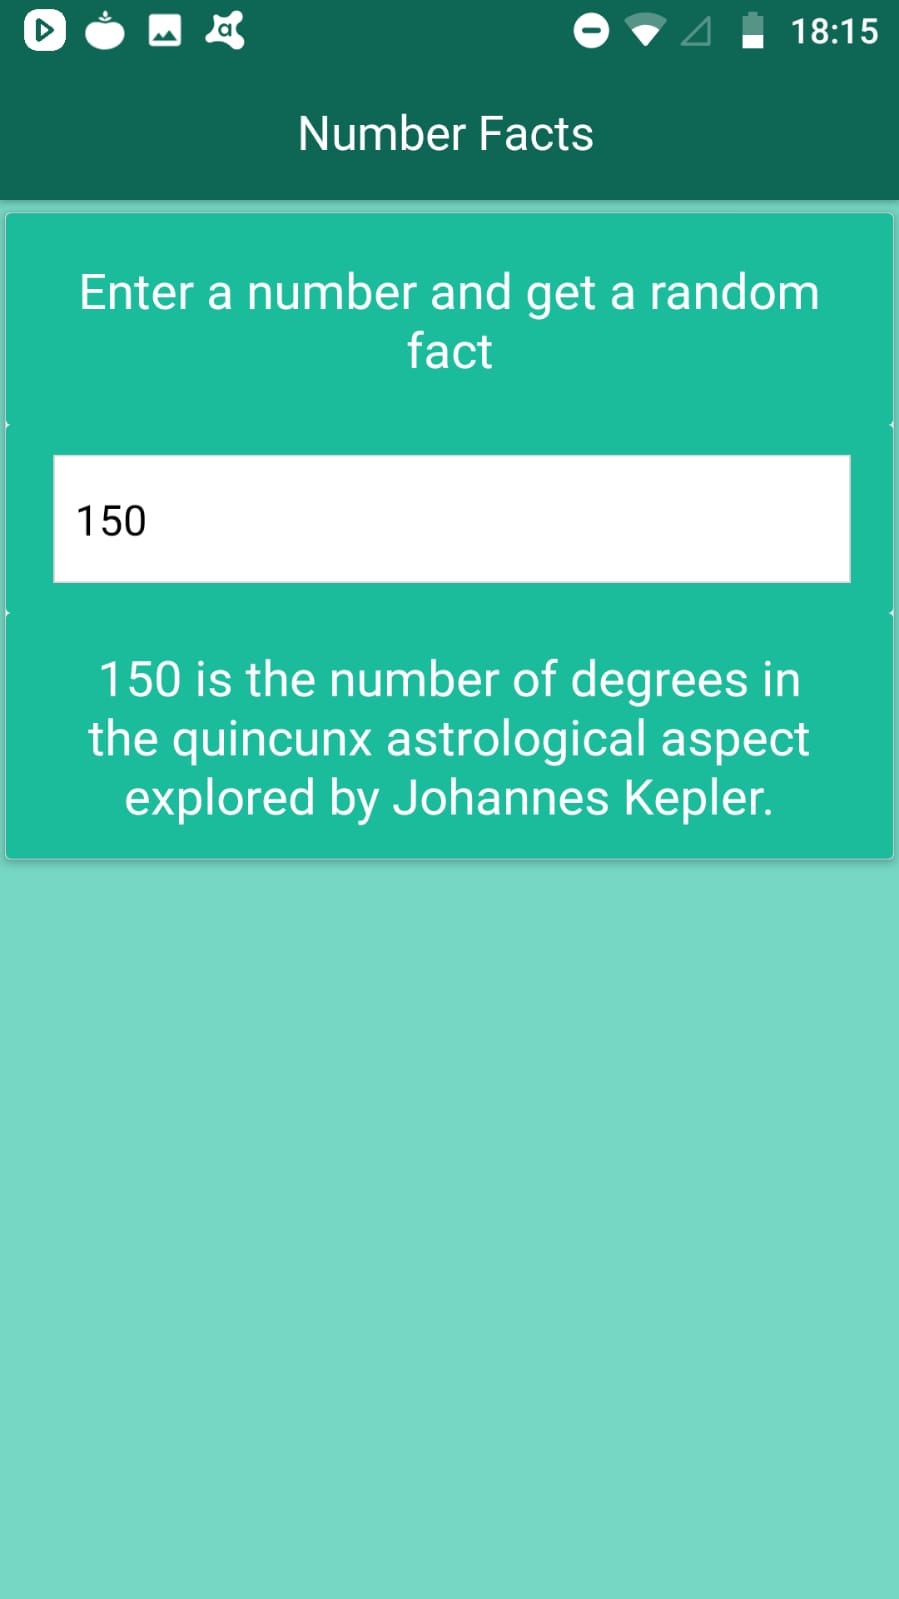 18:15
Number Facts
Enter a number and get a random
fact
150
150 is the number of degrees in
the quincunx astrological aspect
explored by Johannes Kepler.